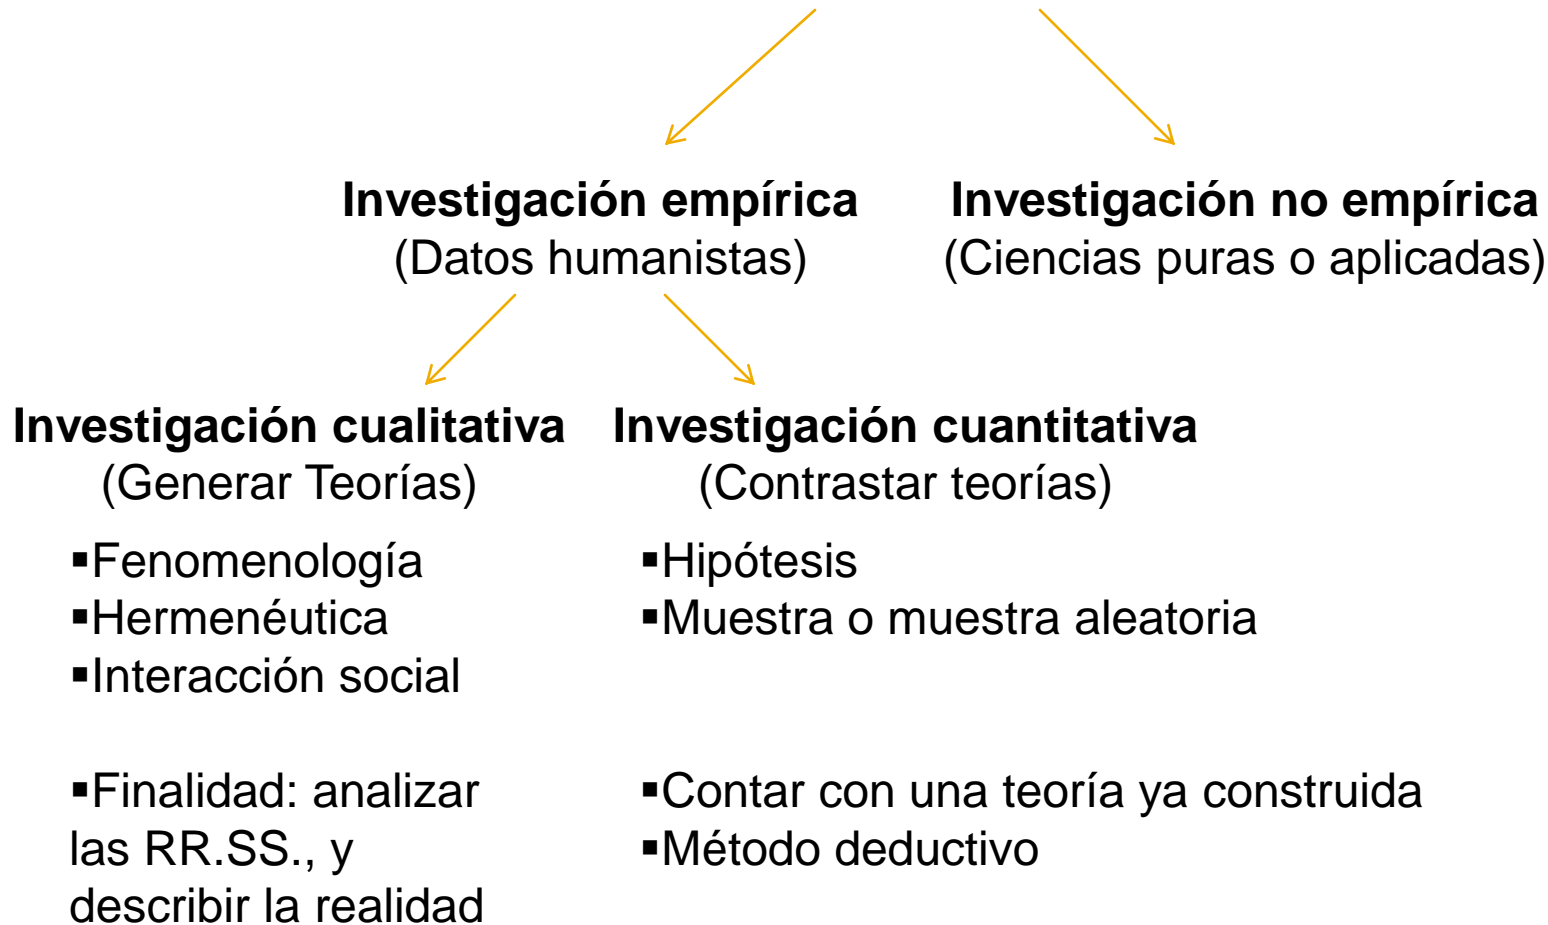 Investigación empírica
(Datos humanistas)
Investigación no empírica
(Ciencias puras o aplicadas)
Investigación cualitativa
(Generar Teorías)
▪Fenomenología
▪Hermenéutica
▪Interacción social
▪Finalidad: analizar
las RR.SS., y
describir la realidad
Investigación cuantitativa
(Contrastar teorías)
▪Hipótesis
▪Muestra o muestra aleatoria
▪Contar con una teoría ya construida
▪Método deductivo